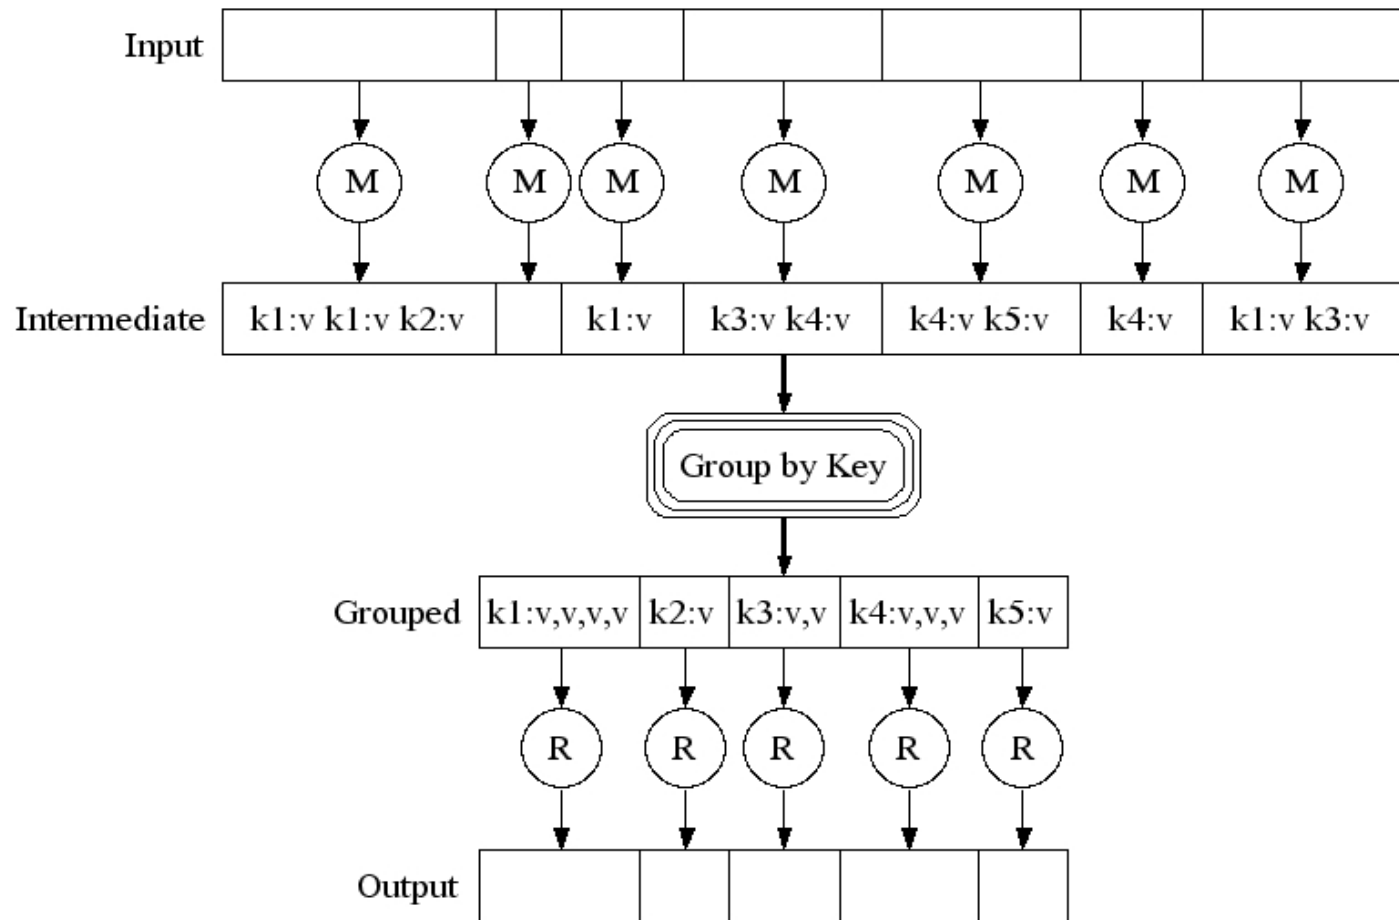 Input
M M M M M M M
Intermediate k1:v k1:v k2:v k1:v k3:v k4:v k4:v k5:v k4:v k1:v k3:v
Group by Key
Grouped k1:v,v,v,v k2:v k3:v,v k4:v,v,v k5:v
R R R R R
Output